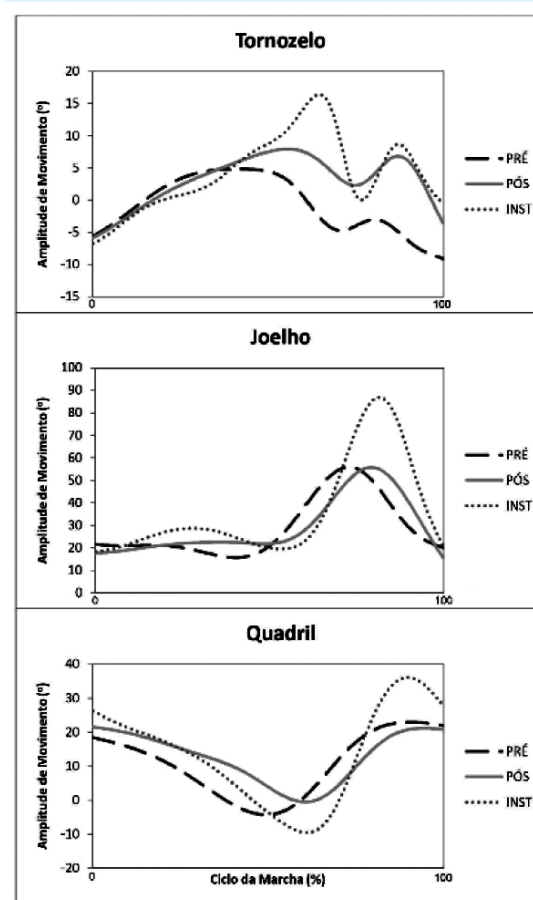 Tornozelo
Amplitude de Movimento (º)
20
15
10
5
0
-5
-10
-15
0
100
PRÉ
PÓS
INST
Joelho
Amplitude de Movimento (º)
100
90
80
70
60
50
40
30
20
10
0
0
100
PRÉ
PÓS
INST
Quadril
Amplitude de Movimento (º)
40
30
20
10
0
-10
-20
0
Ciclo da Marcha (%)
100
PRÉ
PÓS
INST